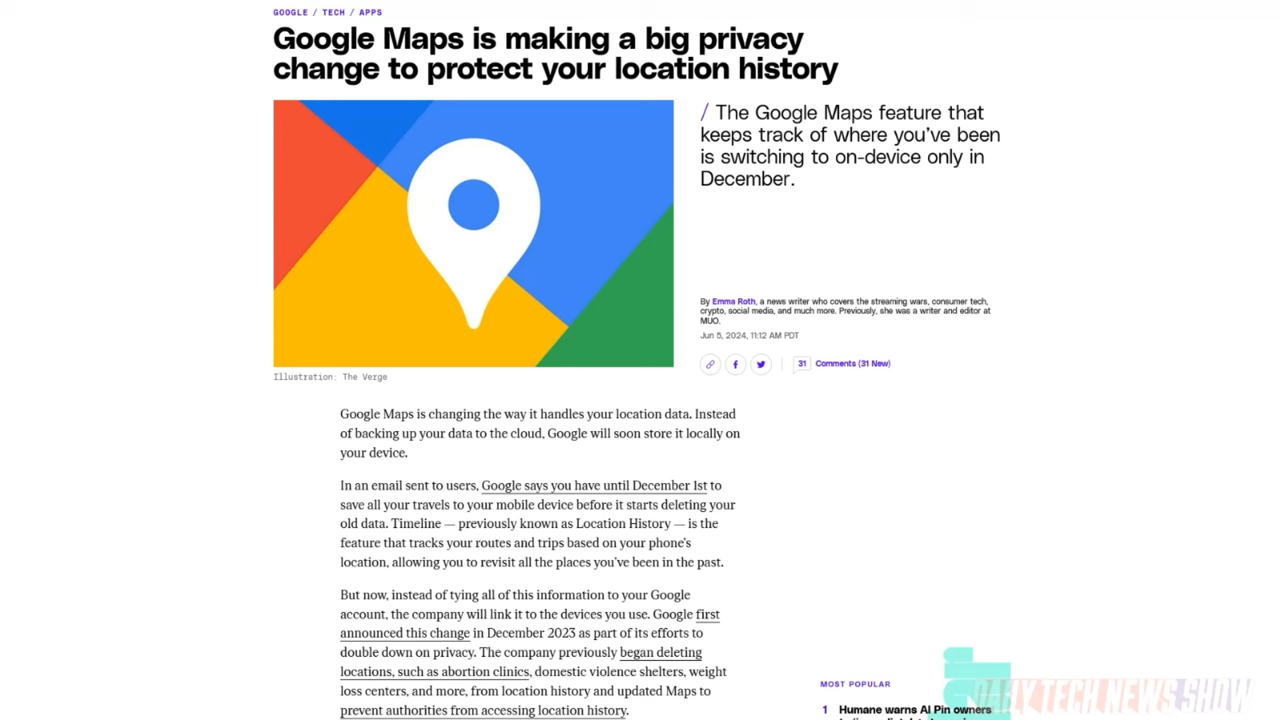 GOOGLE / TECH / APPS
Google Maps is making a big privacy
change to protect your location history
/ The Google Maps feature that
keeps track of where you’ve been
is switching to on-device only in
December.
By Emma Roth, a news writer who covers the streaming wars, consumer tech,
crypto, social media, and much more. Previously, she was a writer and editor at
MUO.
Jun 5, 2024, 11:12 AM PDT
31 Comments (31 New)
Illustration: The Verge
Google Maps is changing the way it handles your location data. Instead
of backing up your data to the cloud, Google will soon store it locally on
your device.
In an email sent to users, Google says you have until December 1st to
save all your travels to your mobile device before it starts deleting your
old data. Timeline — previously known as Location History — is the
feature that tracks your routes and trips based on your phone’s
location, allowing you to revisit all the places you’ve been in the past.
But now, instead of tying all of this information to your Google
account, the company will link it to the devices you use. Google first
announced this change in December 2023 as part of its efforts to
double down on privacy. The company previously began deleting
locations, such as abortion clinics, domestic violence shelters, weight
loss centers, and more, from location history and updated Maps to
prevent authorities from accessing location history.
MOST POPULAR
1 Humane warns AI Pin owners
DAILY TECH NEWS SHOW